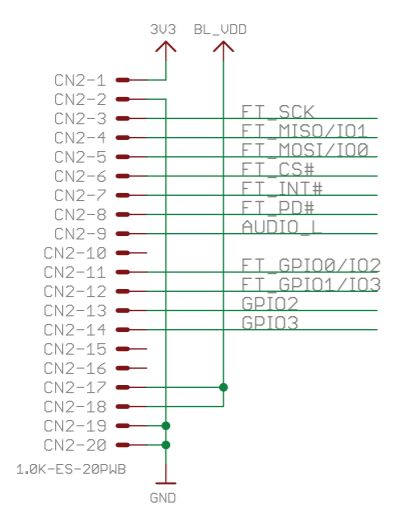 3V3 BL_VDD
CN2-1
CN2-2
CN2-3 FT_SCK
CN2-4 FT_MISO/IO1
CN2-5 FT_MOSI/IO0
CN2-6 FT_CS#
CN2-7 FT_INT#
CN2-8 FT_PD#
CN2-9 AUDIO_L
CN2-10
CN2-11 FT_GPIO0/IO2
CN2-12 FT_GPIO1/IO3
CN2-13 GPIO2
CN2-14 GPIO3
CN2-15
CN2-16
CN2-17
CN2-18
CN2-19
CN2-20
1.0K-ES-20PWB
GND